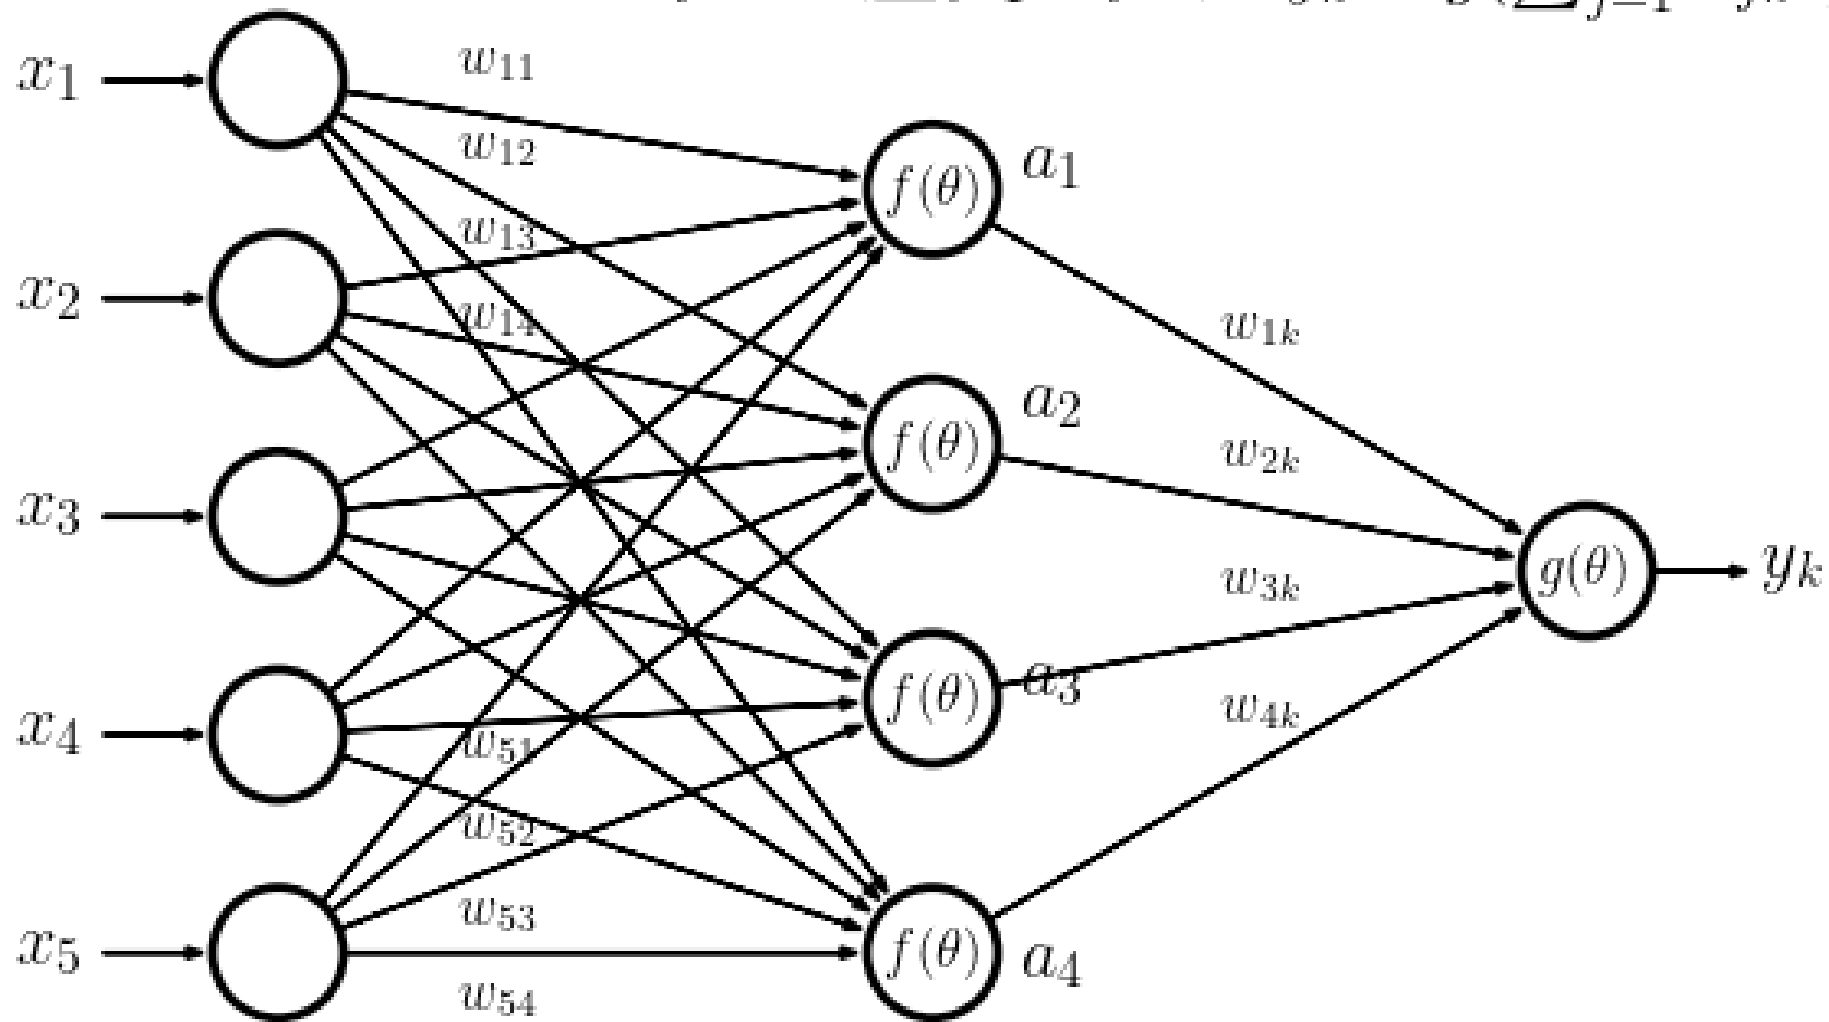 x₁
w₁₁
w₁₂
f(θ)
a₁
w₁₃
x₂
w₁₄
w₁ₖ
f(θ)
a₂
w₂ₖ
x₃
g(θ)
yₖ
w₃ₖ
f(θ)
a₃
w₄ₖ
x₄
w₅₁
w₅₂
w₅₃
x₅
f(θ)
a₄
w₅₄